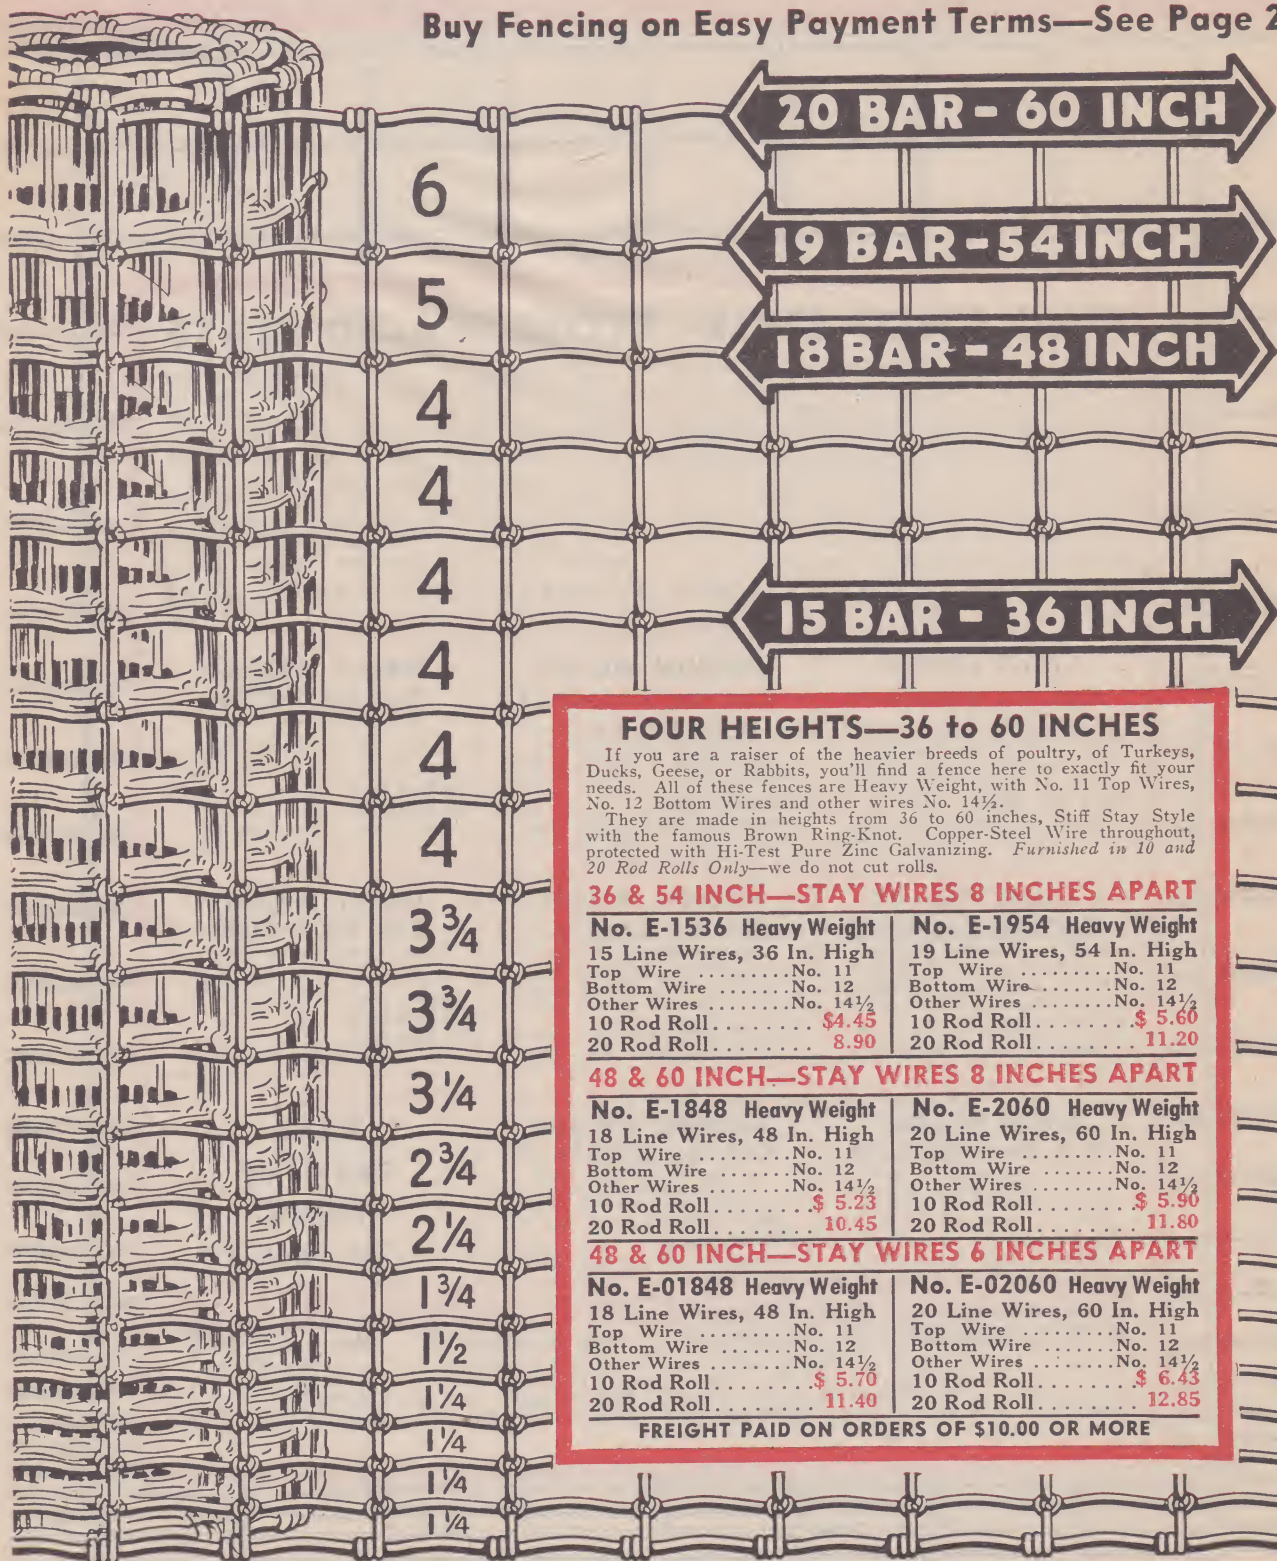 Buy Fencing on Easy Payment Terms—See Page 2
20 BAR - 60 INCH
6
19 BAR - 54 INCH
5
18 BAR - 48 INCH
4
4
4
15 BAR - 36 INCH
4
4
4
3¾
3¾
3¼
2¾
2¼
1¾
1½
1¼
1¼
1¼
1¼
FOUR HEIGHTS—36 to 60 INCHES
If you are a raiser of the heavier breeds of poultry, of Turkeys,
Ducks, Geese, or Rabbits, you'll find a fence here to exactly fit your
needs. All of these fences are Heavy Weight, with No. 11 Top Wires,
No. 12 Bottom Wires and other wires No. 14½.
They are made in heights from 36 to 60 inches, Stiff Stay Style
with the famous Brown Ring-Knot. Copper-Steel Wire throughout,
protected with Hi-Test Pure Zinc Galvanizing. Furnished in 10 and
20 Rod Rolls Only—we do not cut rolls.
36 & 54 INCH—STAY WIRES 8 INCHES APART
No. E-1536 Heavy Weight
15 Line Wires, 36 In. High
Top Wire ........No. 11
Bottom Wire .......No. 12
Other Wires .......No. 14½
10 Rod Roll........ $4.45
20 Rod Roll........ 8.90
No. E-1954 Heavy Weight
19 Line Wires, 54 In. High
Top Wire ........No. 11
Bottom Wire .......No. 12
Other Wires .......No. 14½
10 Rod Roll........$ 5.60
20 Rod Roll........ 11.20
48 & 60 INCH—STAY WIRES 8 INCHES APART
No. E-1848 Heavy Weight
18 Line Wires, 48 In. High
Top Wire ........No. 11
Bottom Wire .......No. 12
Other Wires .......No. 14½
10 Rod Roll........$ 5.23
20 Rod Roll........ 10.45
No. E-2060 Heavy Weight
20 Line Wires, 60 In. High
Top Wire ........No. 11
Bottom Wire .......No. 12
Other Wires .......No. 14½
10 Rod Roll........$ 5.90
20 Rod Roll........ 11.80
48 & 60 INCH—STAY WIRES 6 INCHES APART
No. E-01848 Heavy Weight
18 Line Wires, 48 In. High
Top Wire ........No. 11
Bottom Wire .......No. 12
Other Wires .......No. 14½
10 Rod Roll........$ 5.70
20 Rod Roll........ 11.40
No. E-02060 Heavy Weight
20 Line Wires, 60 In. High
Top Wire ........No. 11
Bottom Wire .......No. 12
Other Wires .......No. 14½
10 Rod Roll........$ 6.43
20 Rod Roll........ 12.85
FREIGHT PAID ON ORDERS OF $10.00 OR MORE